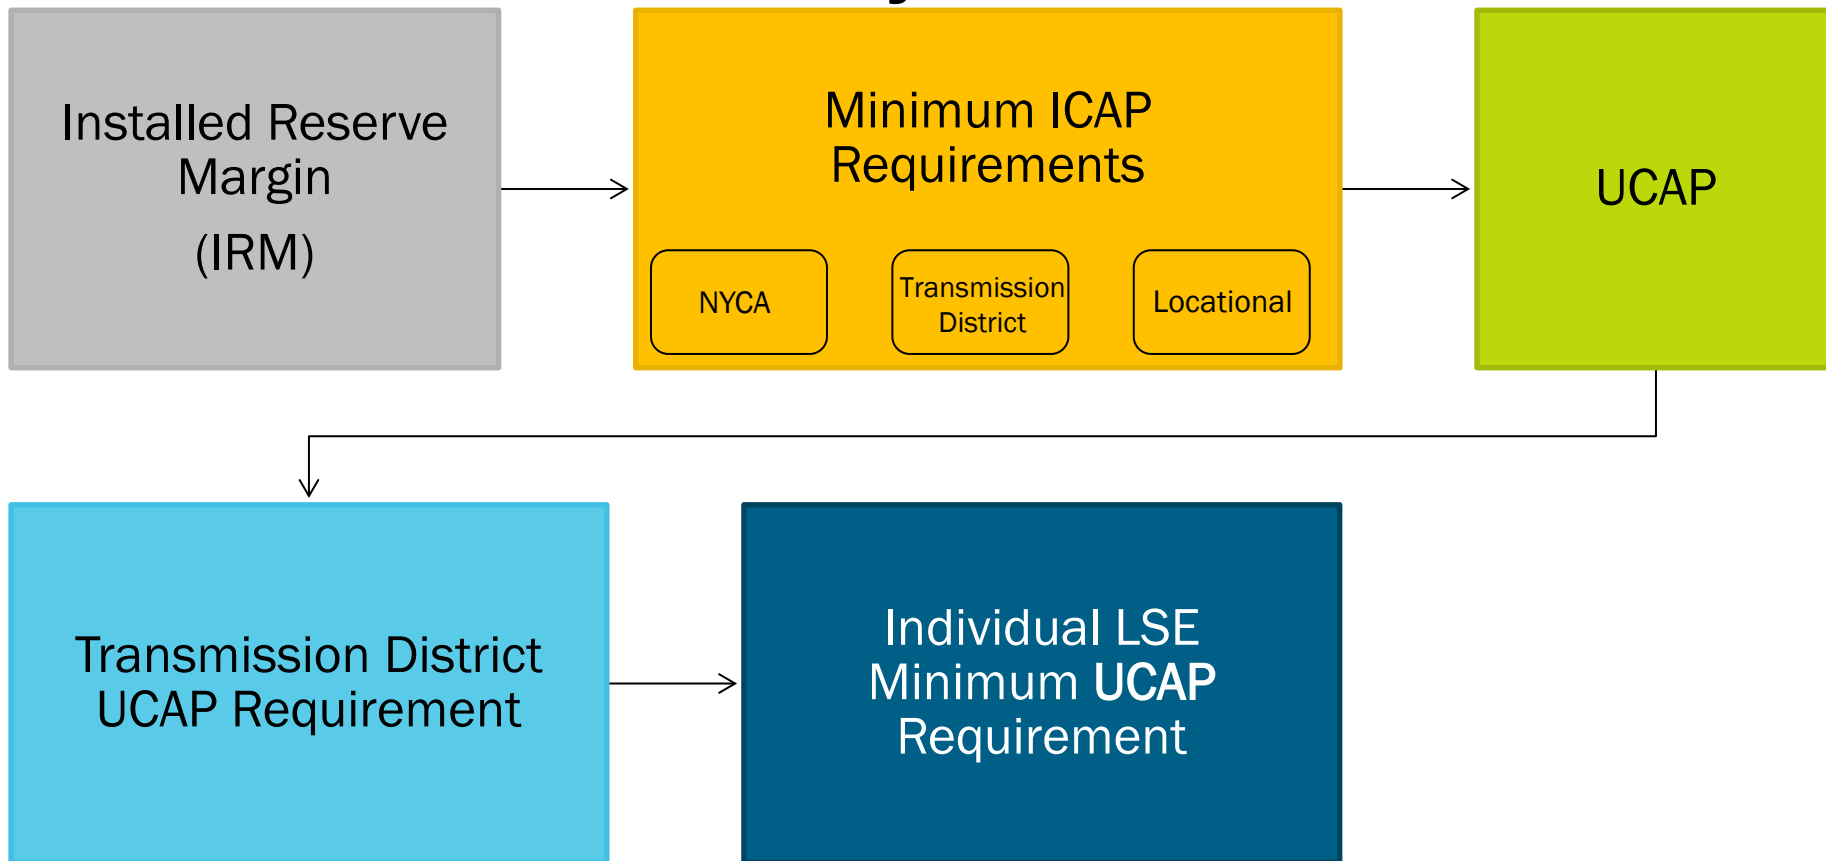 Installed Reserve
Margin
(IRM)
Minimum ICAP
Requirements
NYCA
Transmission
District
Locational
UCAP
Transmission District
UCAP Requirement
Individual LSE
Minimum UCAP
Requirement